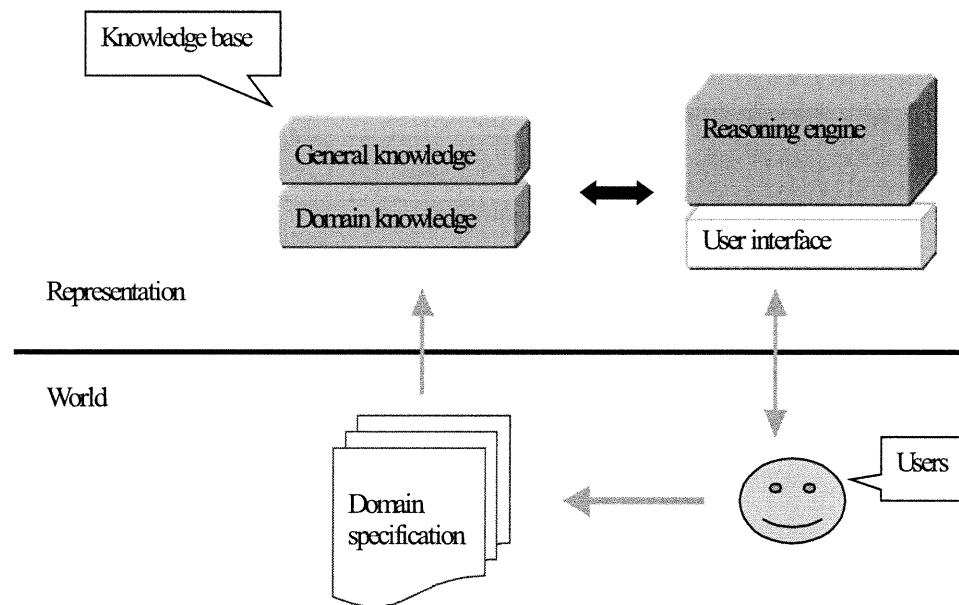 Knowledge base
General knowledge
Domain knowledge
Reasoning engine
User interface
Representation
World
Domain
specification
Users